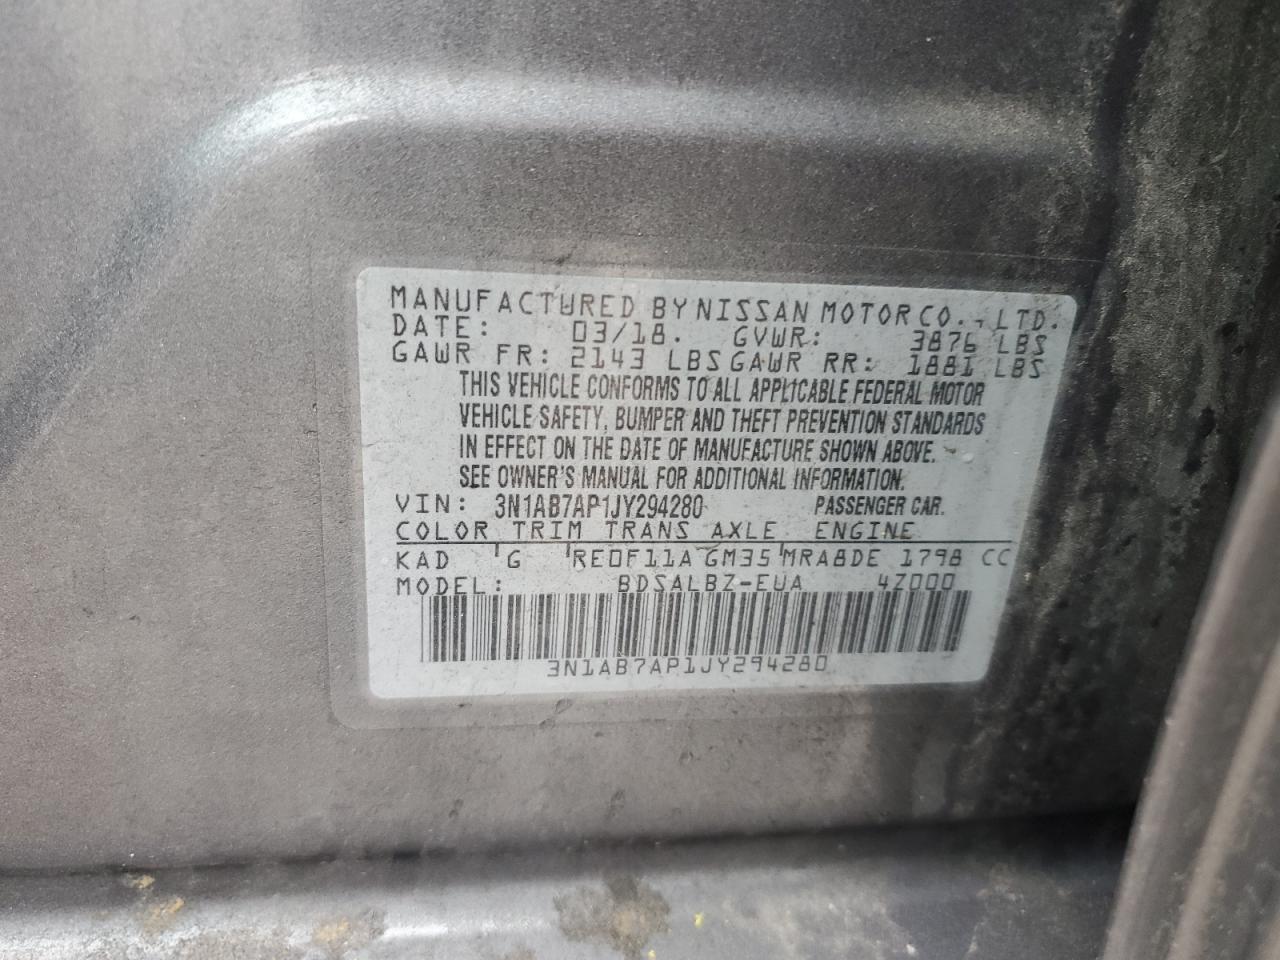 MANUFACTURED BY NISSAN MOTOR CO., LTD.
DATE: 03/18. GVWR: 3876 LBS
GAWR FR: 2143 LBS GAWR RR: 1881 LBS
THIS VEHICLE CONFORMS TO ALL APPLICABLE FEDERAL MOTOR
VEHICLE SAFETY, BUMPER AND THEFT PREVENTION STANDARDS
IN EFFECT ON THE DATE OF MANUFACTURE SHOWN ABOVE.
SEE OWNER'S MANUAL FOR ADDITIONAL INFORMATION.
VIN: 3N1AB7AP1JY294280 PASSENGER CAR.
COLOR TRIM TRANS AXLE ENGINE
KAD G RE0F11A GM35 MRA8DE 1798 CC
MODEL: BDSALBZ-EUA 4Z000
3N1AB7AP1JY294280